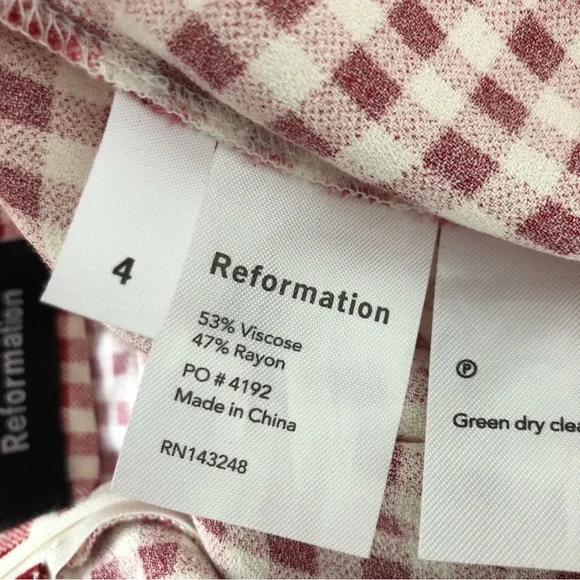 4
Reformation
53% Viscose
47% Rayon
PO # 4192
Made in China
RN143248
P
Green dry clea
Reformation